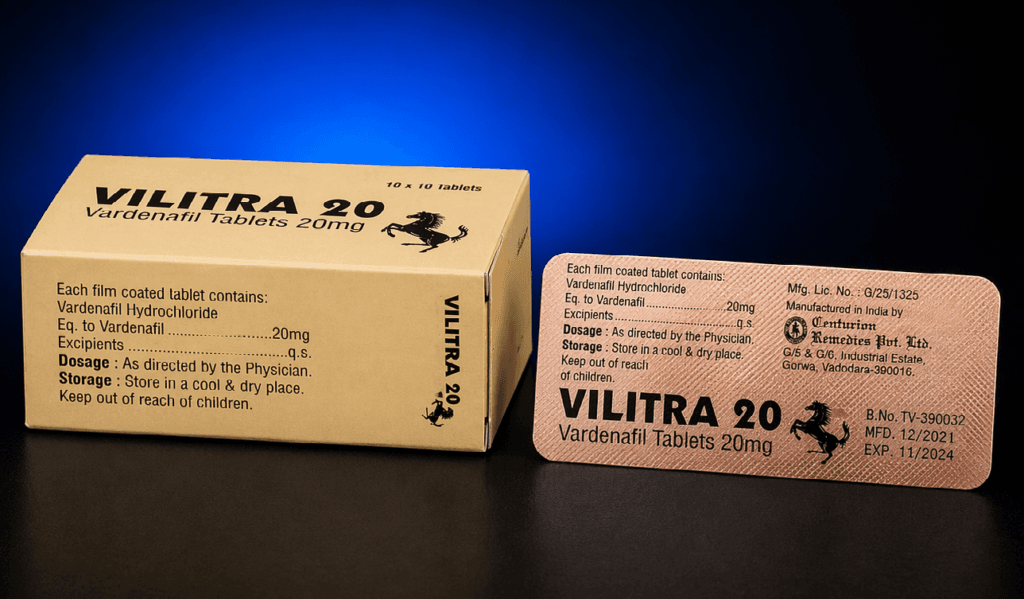 10 x 10 Tablets
VILITRA 20
Vardenafil Tablets 20mg
Each film coated tablet contains:
Vardenafil Hydrochloride
Eq. to Vardenafil ........................20mg
Excipients ....................................q.s.
Dosage : As directed by the Physician.
Storage : Store in a cool & dry place.
Keep out of reach of children.
VILITRA 20
Each film coated tablet contains:
Vardenafil Hydrochloride
Eq. to Vardenafil........................20mg
Excipients....................................q.s.
Dosage : As directed by the Physician.
Storage : Store in a cool & dry place.
Keep out of reach
of children.
Mfg. Lic. No. : G/25/1325
Manufactured in India by
Centurion
Remedies Pvt. Ltd.
G/5 & G/6, Industrial Estate,
Gorwa, Vadodara-390016.
VILITRA 20
Vardenafil Tablets 20mg
B.No. TV-390032
MFD. 12/2021
EXP. 11/2024